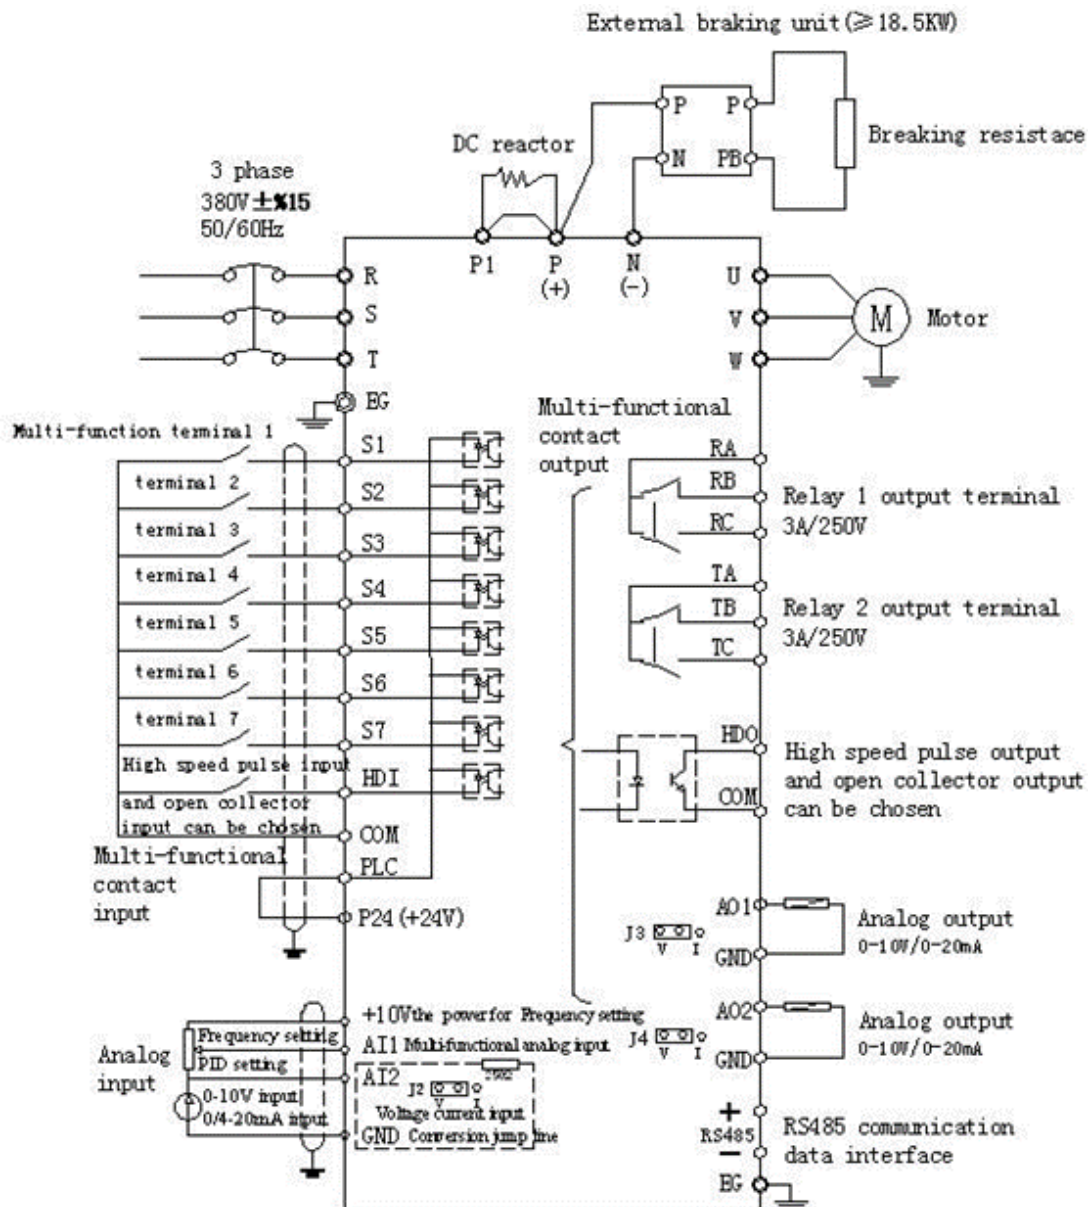 External braking unit(≥18.5KW)
P
P
N
PB
Breaking resistace
DC reactor
3 phase
380V±%15
50/60Hz
P1
P
(+)
N
(-)
R
S
T
EG
U
V
W
M
Motor
Multi-function terminal 1
terminal 2
terminal 3
terminal 4
terminal 5
terminal 6
terminal 7
High speed pulse input
and open collector
input can be chosen
Multi-functional
contact
input
S1
S2
S3
S4
S5
S6
S7
HDI
COM
PLC
P24(+24V)
Multi-functional
contact
output
RA
RB
RC
Relay 1 output terminal
3A/250V
TA
TB
TC
Relay 2 output terminal
3A/250V
HDO
COM
High speed pulse output
and open collector output
can be chosen
AO1
J3
V
I
GND
Analog output
0-10V/0-20mA
AO2
J4
V
I
GND
Analog output
0-10V/0-20mA
+10V the power for Frequency setting
AI1 Multifunctional analog input
AI2
J2
V
I
Voltage current input
GND Conversion jump line
Analog
input
Frequency setting
PID setting
0-10V input
0/4-20mA input
+
RS485
-
RS485 communication
data interface
EG